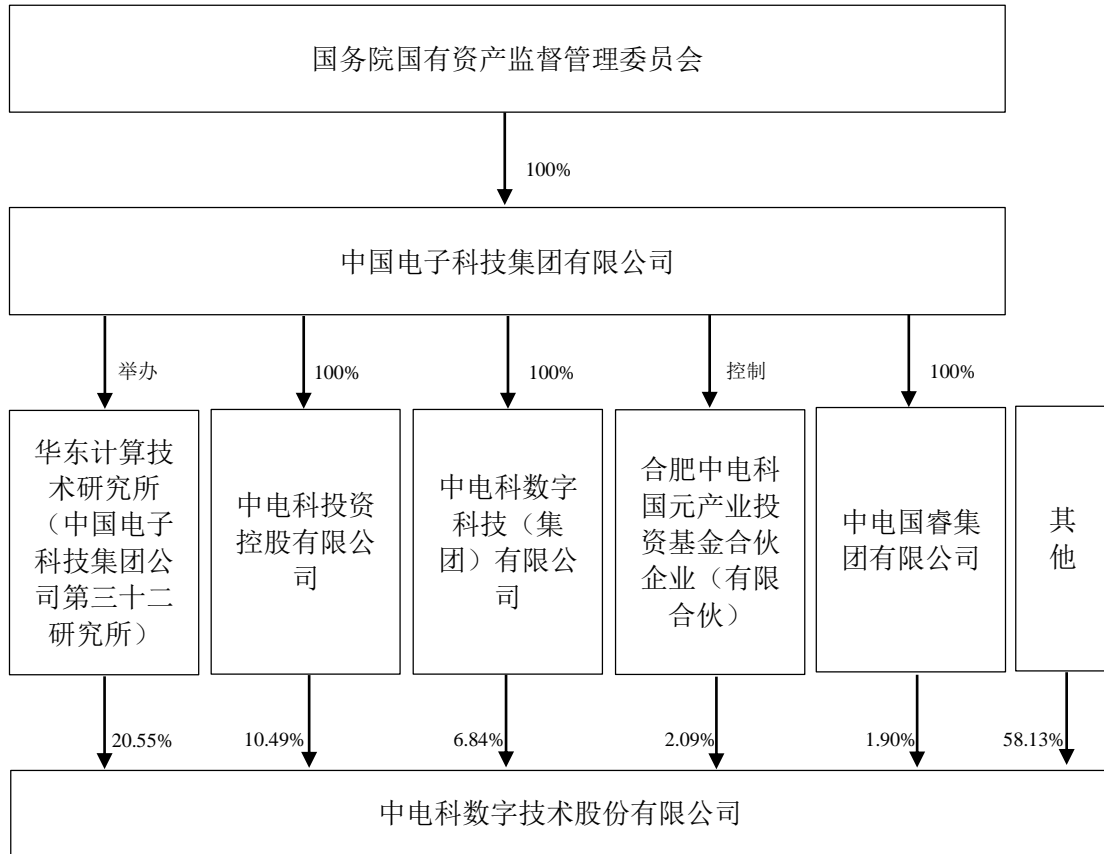 国务院国有资产监督管理委员会
100%
中国电子科技集团有限公司
举办
100%
100%
控制
100%
华东计算技
术研究所
（中国电子
科技集团公
司第三十二
研究所）
中电科投资
控股有限公
司
中电科数字
科技（集
团）有限公
司
合肥中电科
国元产业投
资基金合伙
企业（有限
合伙）
中电国睿集
团有限公司
其
他
20.55%
10.49%
6.84%
2.09%
1.90%
58.13%
中电科数字技术股份有限公司